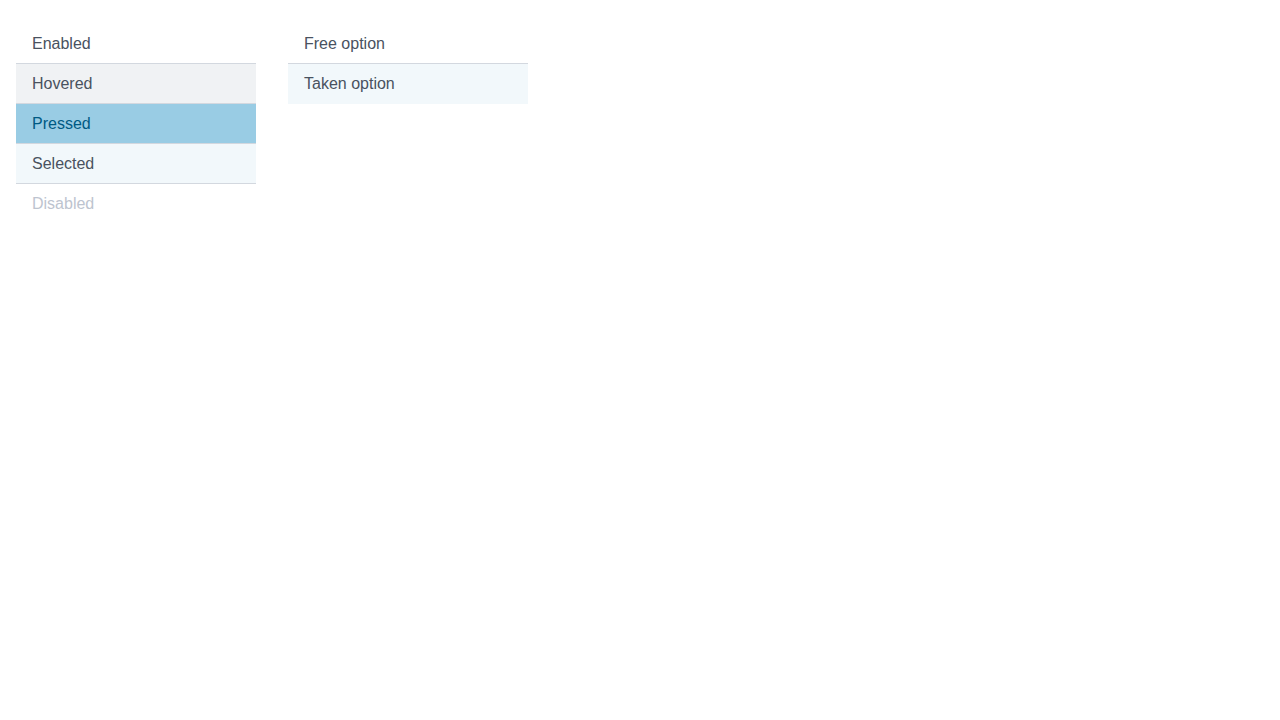 Enabled
Hovered
Pressed
Selected
Disabled
Free option
Taken option